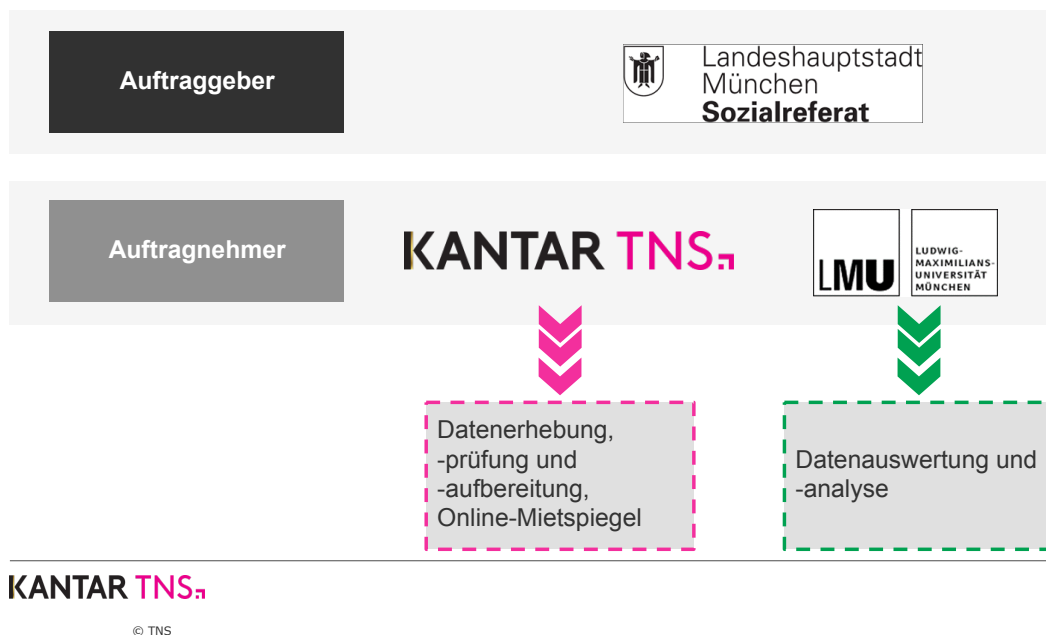 Auftraggeber
Landeshauptstadt
München
Sozialreferat
Auftragnehmer
KANTAR TNS
LMU
LUDWIG-
MAXIMILIANS-
UNIVERSITÄT
MÜNCHEN
Datenerhebung,
-prüfung und
-aufbereitung,
Online-Mietspiegel
Datenauswertung und
-analyse
KANTAR TNS
© TNS